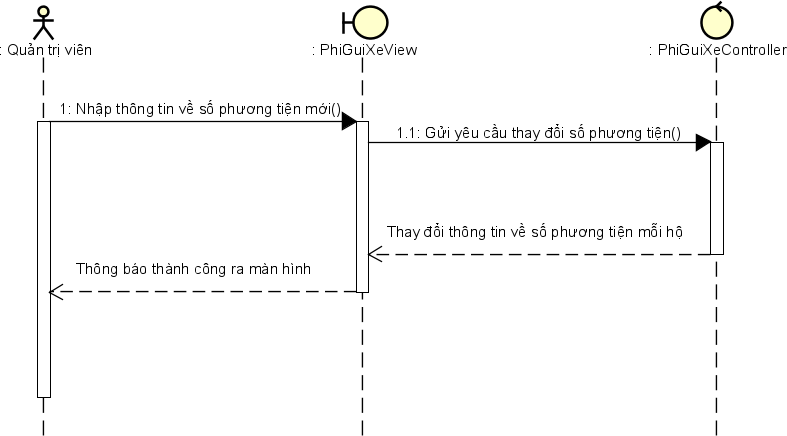 : Quản trị viên
: PhiGuiXeView
: PhiGuiXeController
1: Nhập thông tin về số phương tiện mới()
1.1: Gửi yêu cầu thay đổi số phương tiện()
Thay đổi thông tin về số phương tiện mỗi hộ
Thông báo thành công ra màn hình